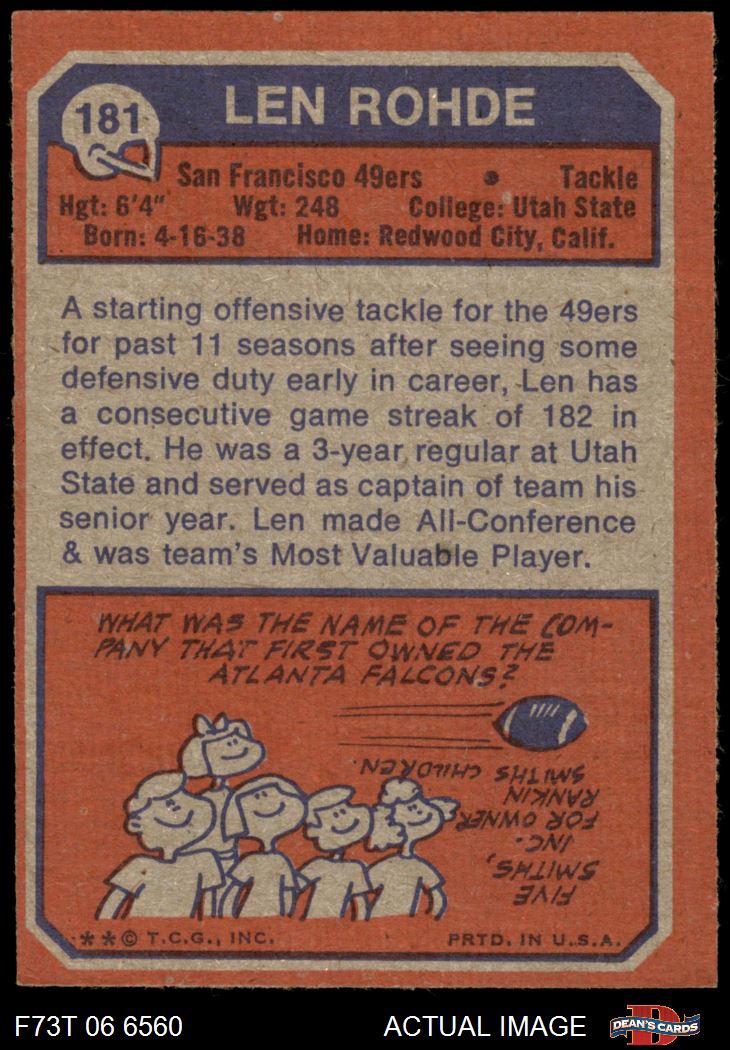 181
LEN ROHDE
San Francisco 49ers • Tackle
Hgt: 6'4" Wgt: 248 College: Utah State
Born: 4-16-38 Home: Redwood City, Calif.
A starting offensive tackle for the 49ers
for past 11 seasons after seeing some
defensive duty early in career, Len has
a consecutive game streak of 182 in
effect. He was a 3-year regular at Utah
State and served as captain of team his
senior year. Len made All-Conference
& was team's Most Valuable Player.
WHAT WAS THE NAME OF THE COM-
PANY THAT FIRST OWNED THE
ATLANTA FALCONS?
FIVE
SMITHS,
INC.
FOR OWNER
RANKIN
SMITHS CHILDREN.
**© T.C.G., INC. PRTD. IN U.S.A.
F73T 06 6560 ACTUAL IMAGE
D
DEAN'S CARDS